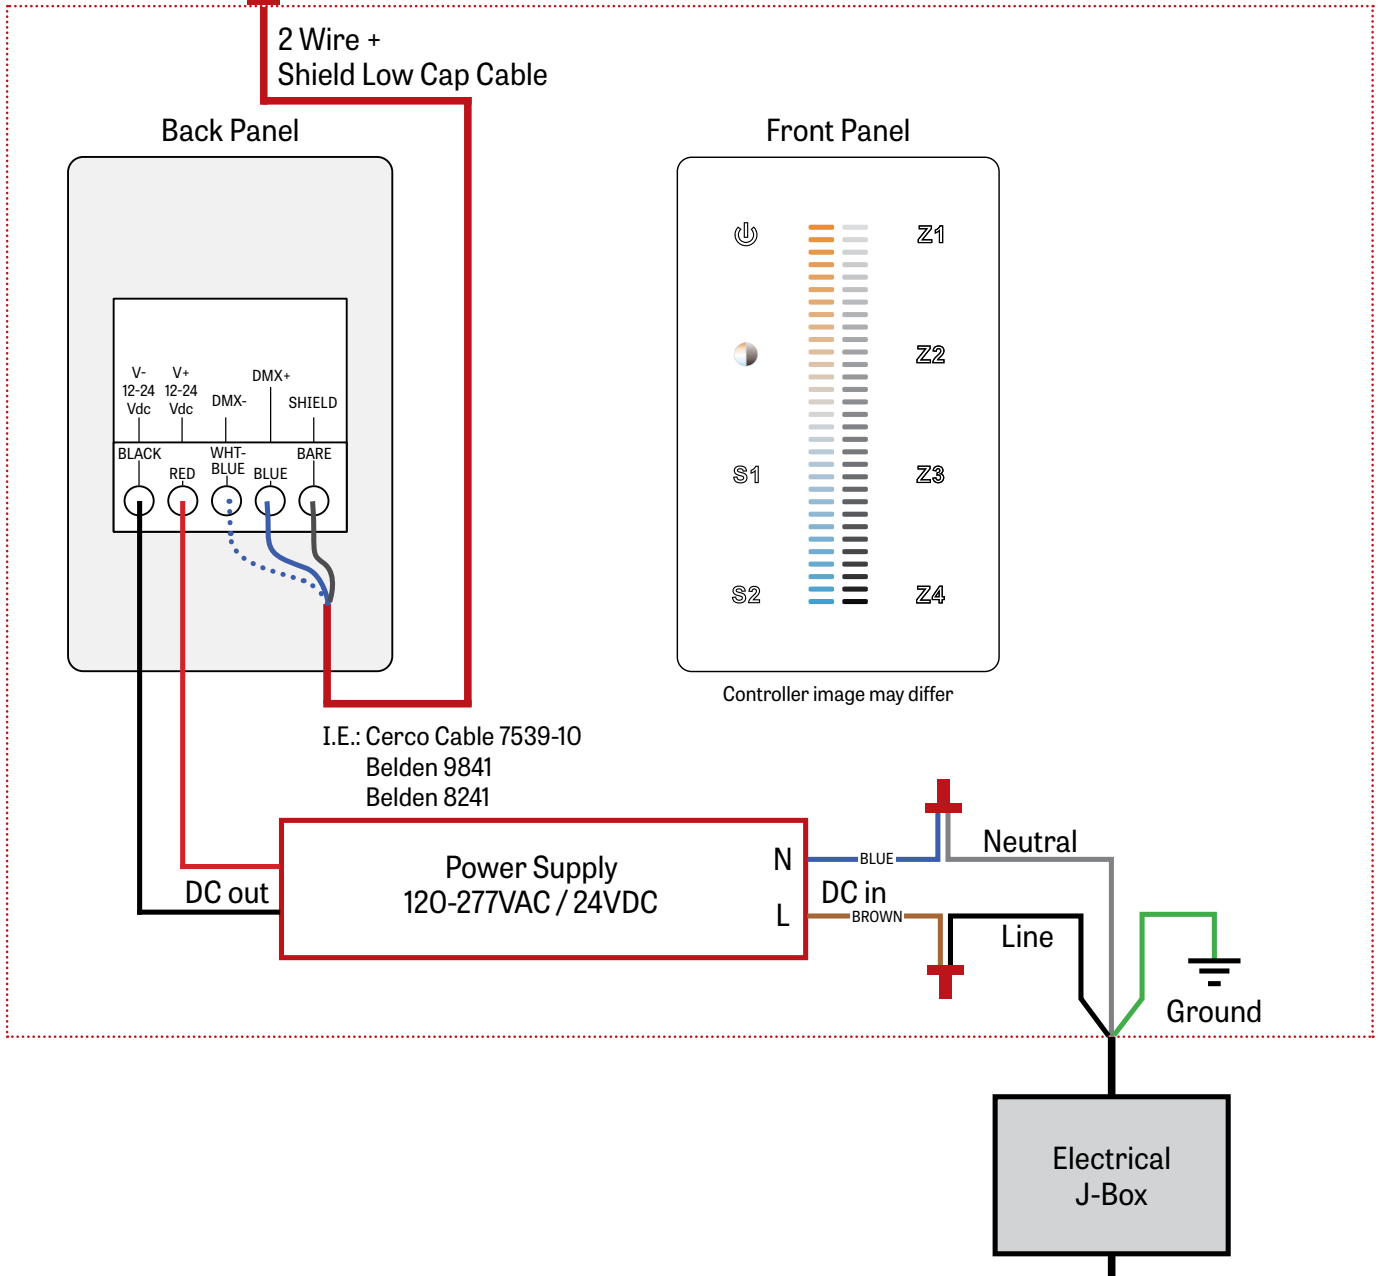 2 Wire +
Shield Low Cap Cable
Back Panel
Front Panel
V-
12-24
Vdc
V+
12-24
Vdc
DMX-
DMX+
SHIELD
BLACK
RED
WHT-
BLUE
BLUE
BARE
Z1
Z2
S1
Z3
S2
Z4
Controller image may differ
I.E.: Cerco Cable 7539-10
Belden 9841
Belden 8241
Power Supply
120-277VAC / 24VDC
DC out
N
L
BLUE
DC in
BROWN
Neutral
Line
Ground
Electrical
J-Box